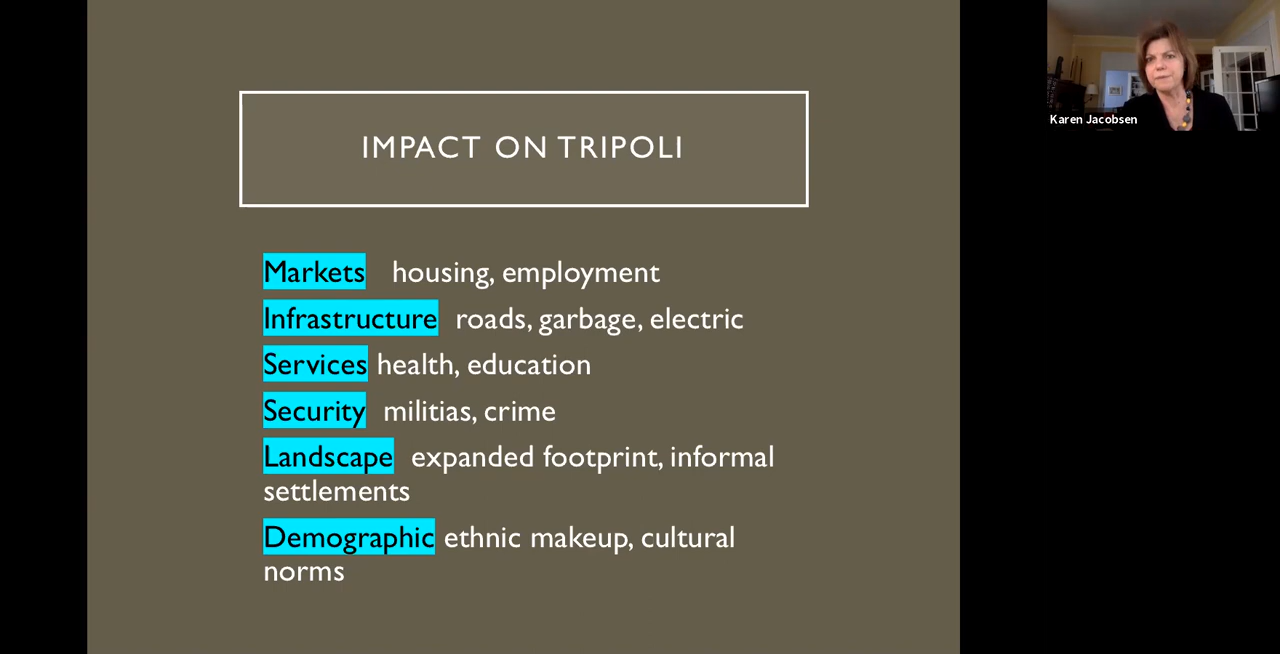 IMPACT ON TRIPOLI
Markets housing, employment
Infrastructure roads, garbage, electric
Services health, education
Security militias, crime
Landscape expanded footprint, informal
settlements
Demographic ethnic makeup, cultural
norms
Karen Jacobsen